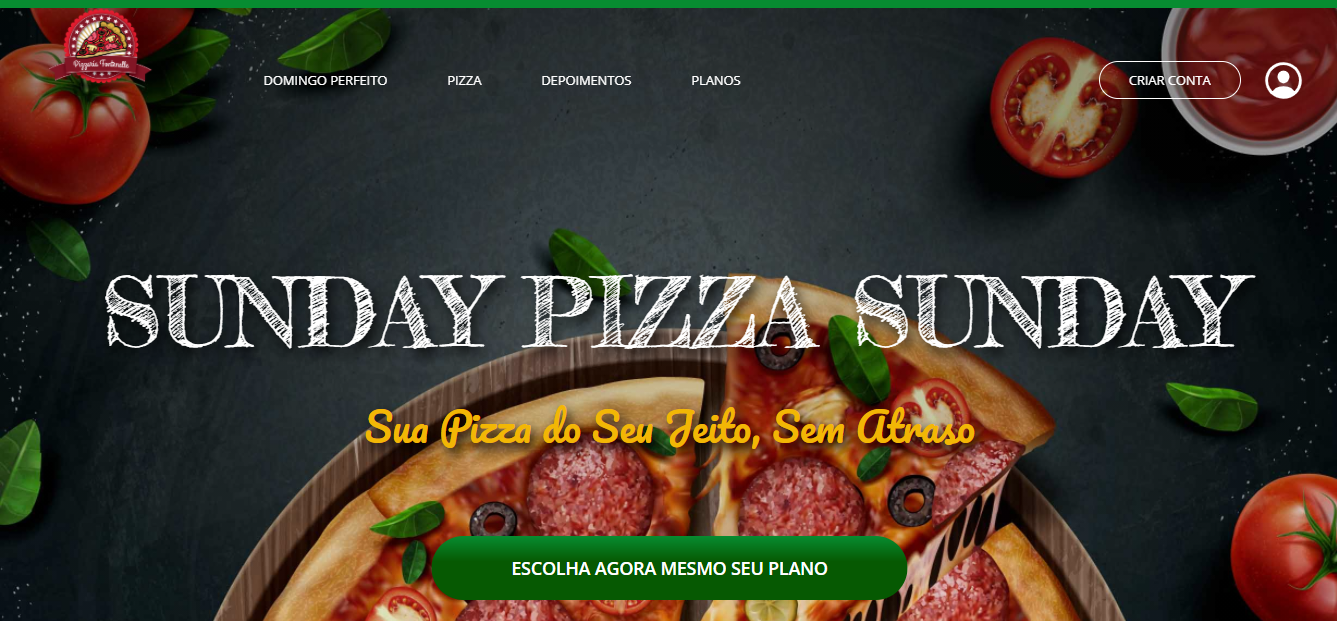 Pizzaria Fontenelle
DOMINGO PERFEITO
PIZZA
DEPOIMENTOS
PLANOS
CRIAR CONTA
SUNDAY PIZZA SUNDAY
Sua Pizza do Seu Jeito, Sem Atraso
ESCOLHA AGORA MESMO SEU PLANO